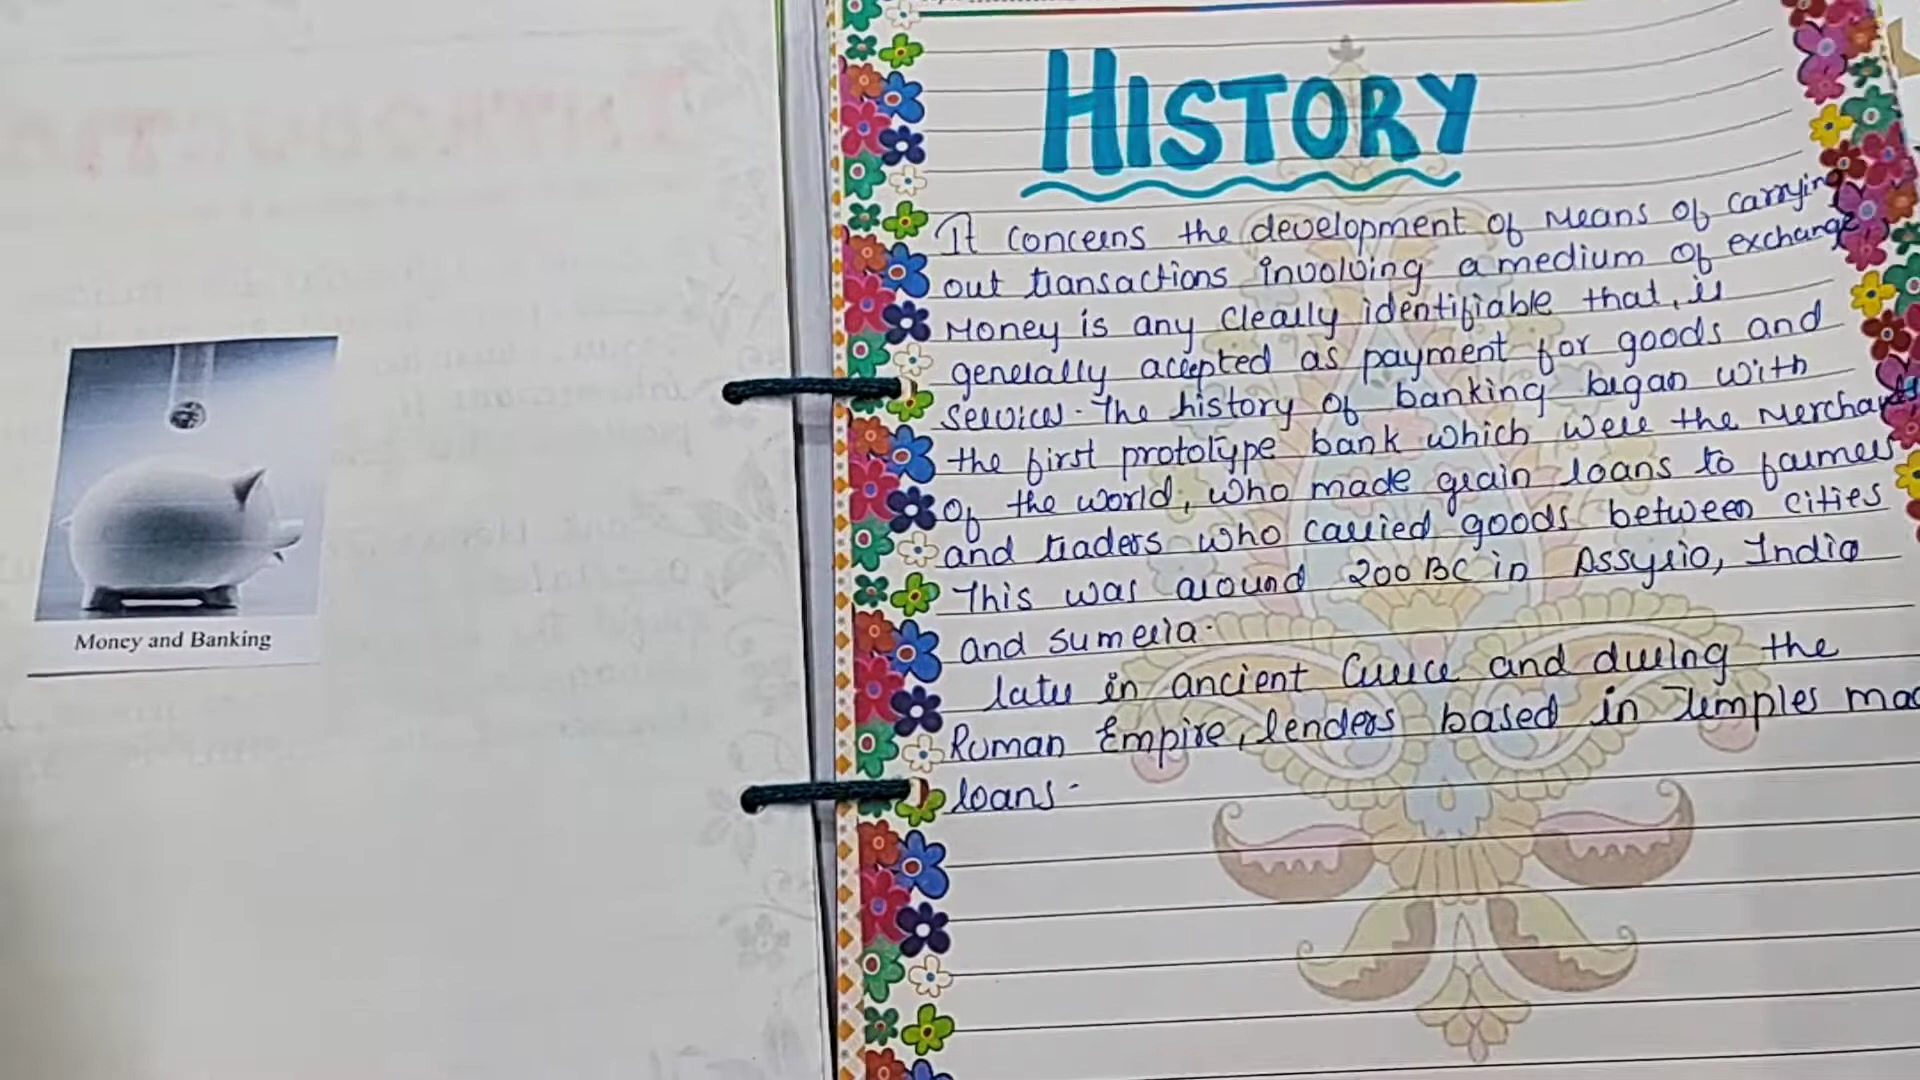 Money and Banking
HISTORY
It concerns the development of means of carrying
out transactions involving a medium of exchange.
Money is any clearly identifiable that, is
generally accepted as payment for goods and
services. The history of banking began with
the first prototype bank which were the merchants
of the world, who made grain loans to farmers
and traders who carried goods between cities
This was around 200 BC in Assyria, India
and sumeria.
later in ancient Greece and during the
Roman Empire, lenders based in Temples mad
loans.